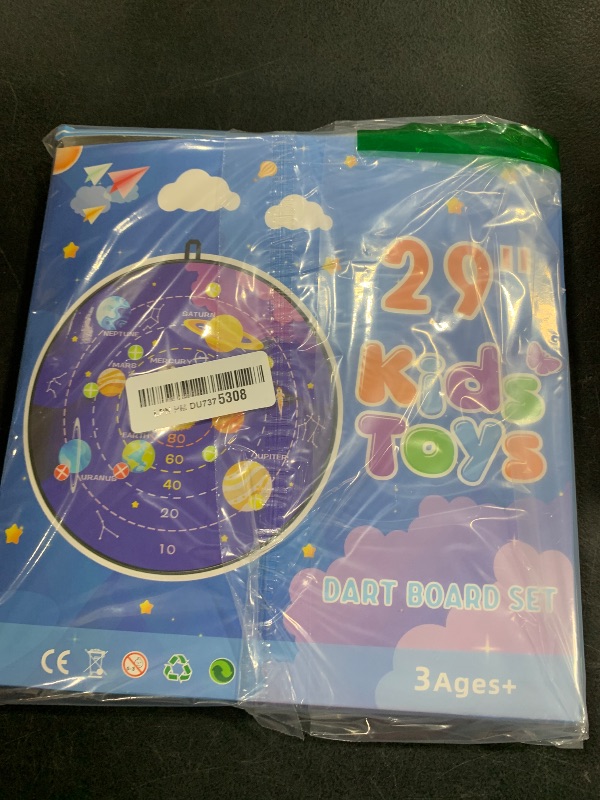 29"
Kids
Toys
SATURN
NEPTUNE
MARS
MERCURY
DU737 5308
EARTH
80
JUPITER
60
URANUS
40
20
10
DART BOARD SET
CE
3Ages+